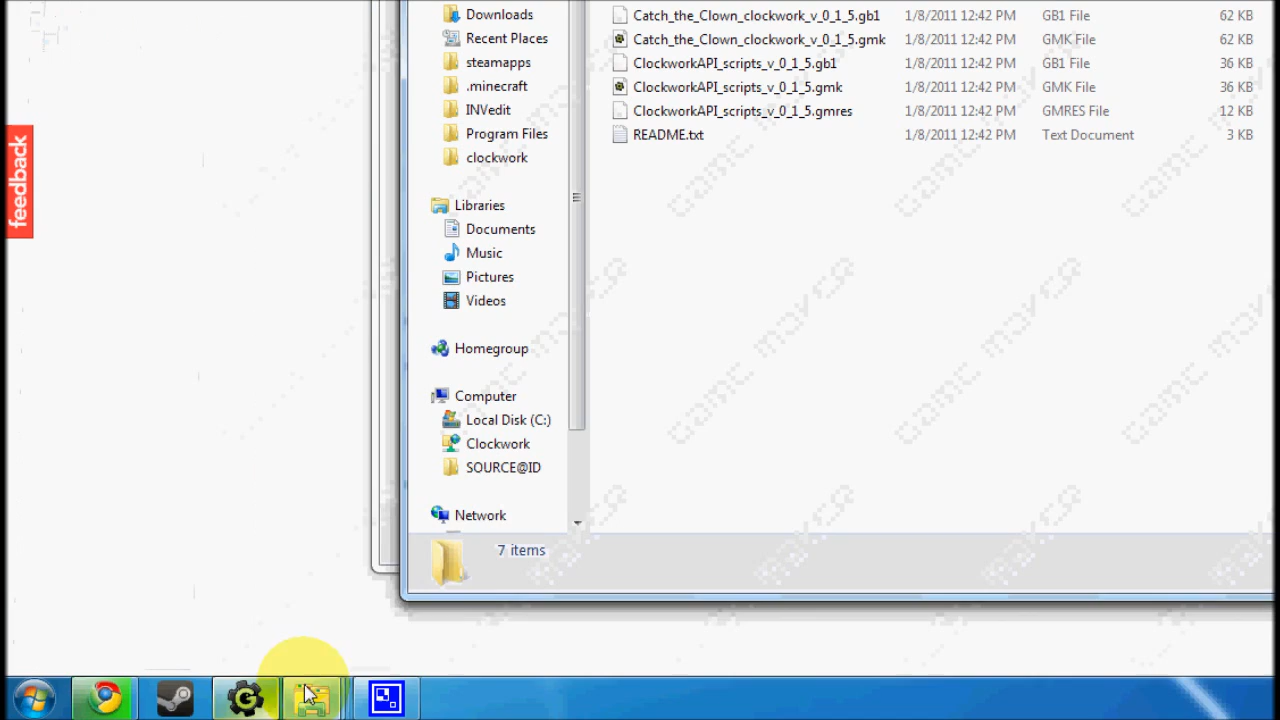 Downloads
Recent Places
steamapps
.minecraft
INVedit
Program Files
clockwork
Libraries
Documents
Music
Pictures
Videos
Homegroup
Computer
Local Disk (C:)
Clockwork
SOURCE@ID
Network
Catch_the_Clown_clockwork_v_0_1_5.gb1 1/8/2011 12:42 PM GB1 File 62 KB
Catch_the_Clown_clockwork_v_0_1_5.gmk 1/8/2011 12:42 PM GMK File 62 KB
ClockworkAPI_scripts_v_0_1_5.gb1 1/8/2011 12:42 PM GB1 File 36 KB
ClockworkAPI_scripts_v_0_1_5.gmk 1/8/2011 12:42 PM GMK File 36 KB
ClockworkAPI_scripts_v_0_1_5.gmres 1/8/2011 12:42 PM GMRES File 12 KB
README.txt 1/8/2011 12:42 PM Text Document 3 KB
7 items
feedback